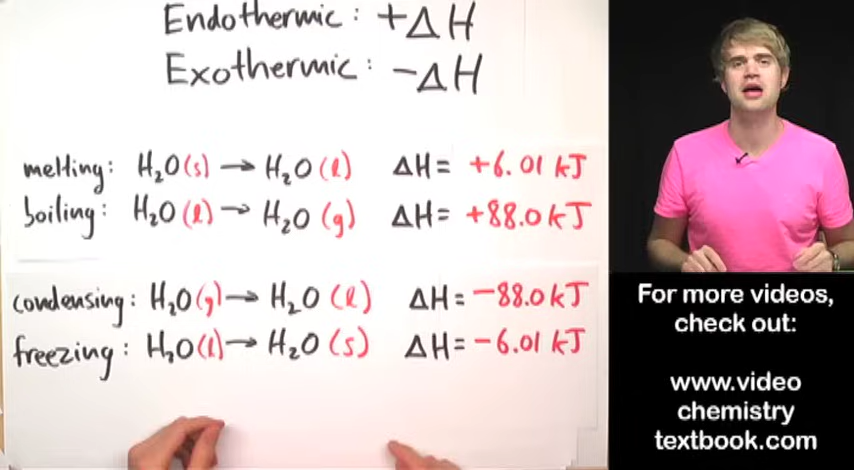 Endothermic: +ΔH
Exothermic: -ΔH
melting: H₂O(s) → H₂O(l) ΔH = +6.01 kJ
boiling: H₂O(l) → H₂O(g) ΔH = +88.0 kJ
condensing: H₂O(g) → H₂O(l) ΔH = -88.0 kJ
freezing: H₂O(l) → H₂O(s) ΔH = -6.01 kJ
For more videos,
check out:
www.video
chemistry
textbook.com